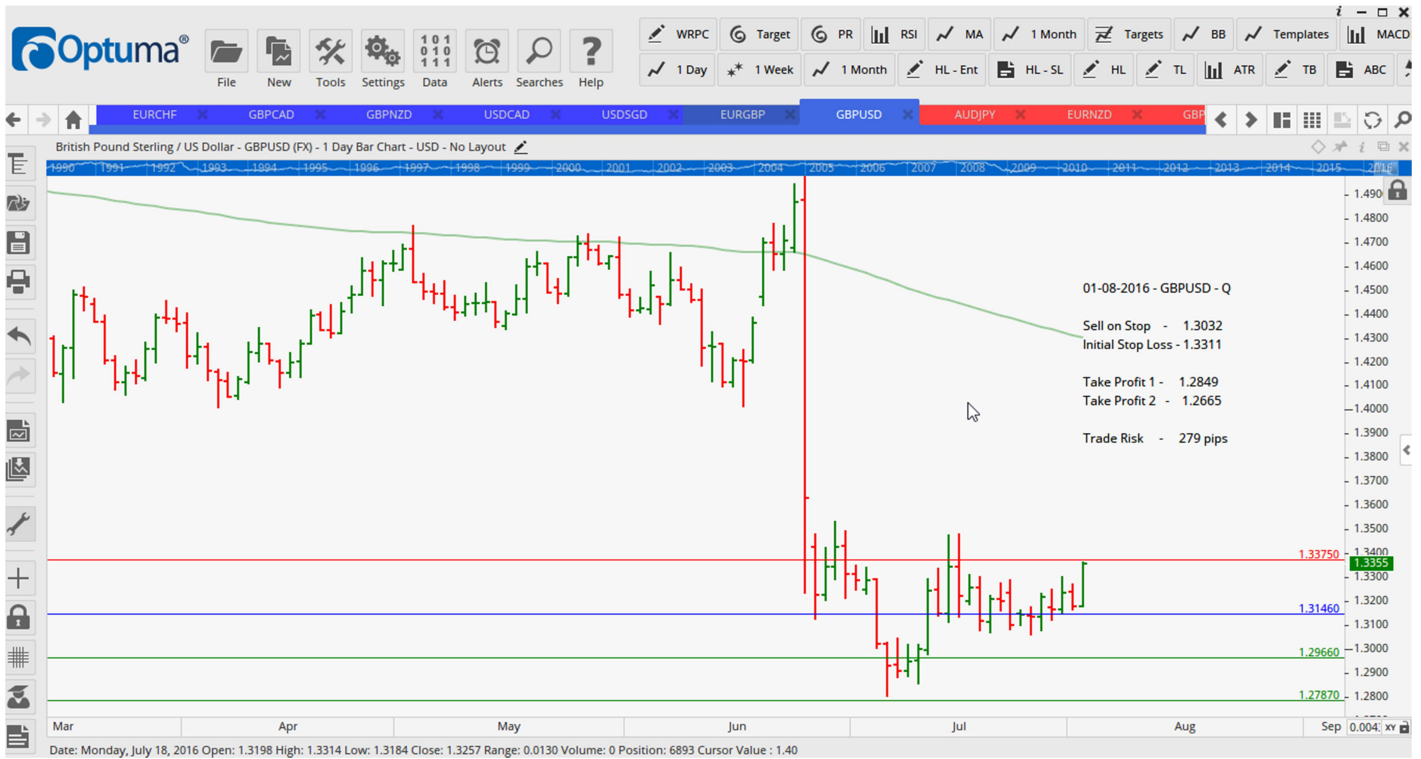 Optuma®
File New Tools Settings Data Alerts Searches Help
WRPC Target PR RSI MA 1 Month Targets BB Templates MACD
1 Day 1 Week 1 Month HL - Ent HL - SL HL TL ATR TB ABC
EURCHF GBPCAD GBPNZD USDCAD USDSGD EURGBP GBPUSD AUDJPY EURNZD GBP
British Pound Sterling / US Dollar - GBPUSD (FX) - 1 Day Bar Chart - USD - No Layout
1990 1991 1992 1993 1994 1995 1996 1997 1998 1999 2000 2001 2002 2003 2004 2005 2006 2007 2008 2009 2010 2011 2012 2013 2014 2015 2016
1.490
1.4800
1.4700
1.4600
1.4500
1.4400
1.4300
1.4200
1.4100
1.4000
1.3900
1.3800
1.3700
1.3600
1.3500
1.3400
1.3355
1.3300
1.3200
1.3100
1.3000
1.2900
1.2800
01-08-2016 - GBPUSD - Q
Sell on Stop - 1.3032
Initial Stop Loss - 1.3311
Take Profit 1 - 1.2849
Take Profit 2 - 1.2665
Trade Risk - 279 pips
1.33750
1.31460
1.29660
1.27870
Mar Apr May Jun Jul Aug Sep 0.004 XY
Date: Monday, July 18, 2016 Open: 1.3198 High: 1.3314 Low: 1.3184 Close: 1.3257 Range: 0.0130 Volume: 0 Position: 6893 Cursor Value : 1.40